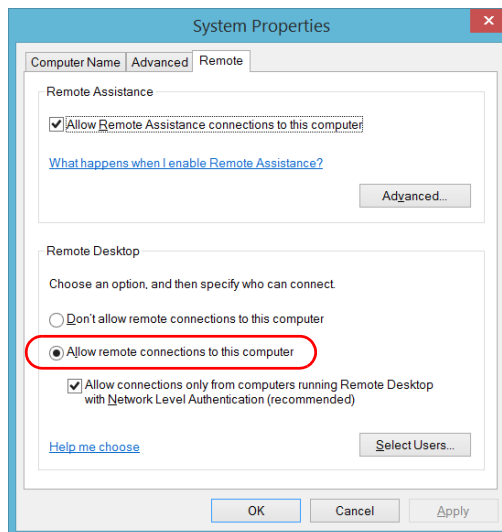 System Properties
Computer Name
Advanced
Remote
Remote Assistance
Allow Remote Assistance connections to this computer
What happens when I enable Remote Assistance?
Advanced...
Remote Desktop
Choose an option, and then specify who can connect.
Don't allow remote connections to this computer
Allow remote connections to this computer
Allow connections only from computers running Remote Desktop
with Network Level Authentication (recommended)
Help me choose
Select Users...
OK
Cancel
Apply